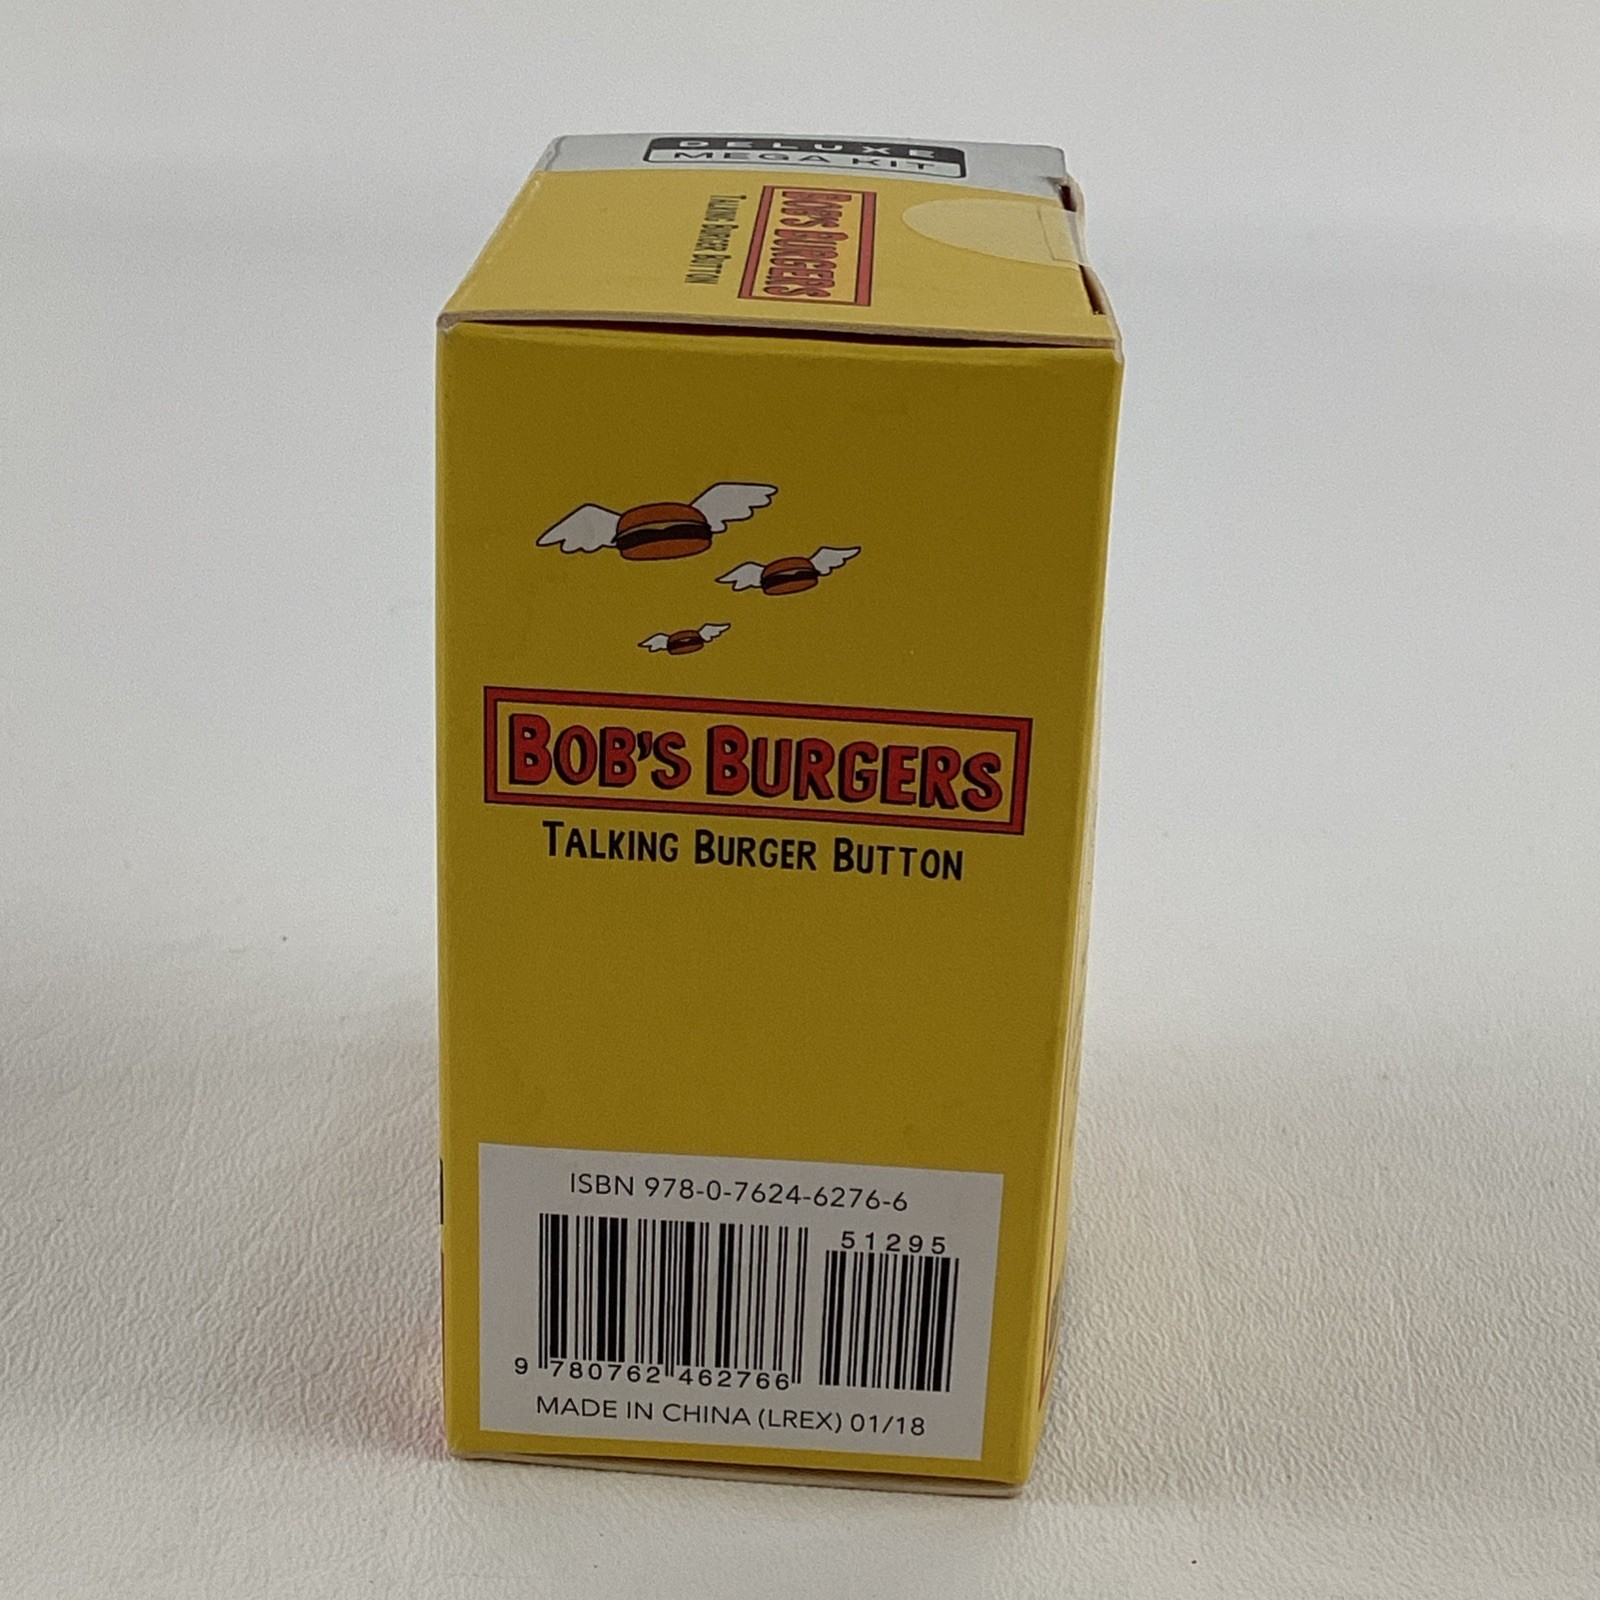 DELUXE
MEGA KIT
BOB'S BURGERS
TALKING BURGER BUTTON
BOB'S BURGERS
TALKING BURGER BUTTON
ISBN 978-0-7624-6276-6
51295
9 780762 462766
MADE IN CHINA (LREX) 01/18